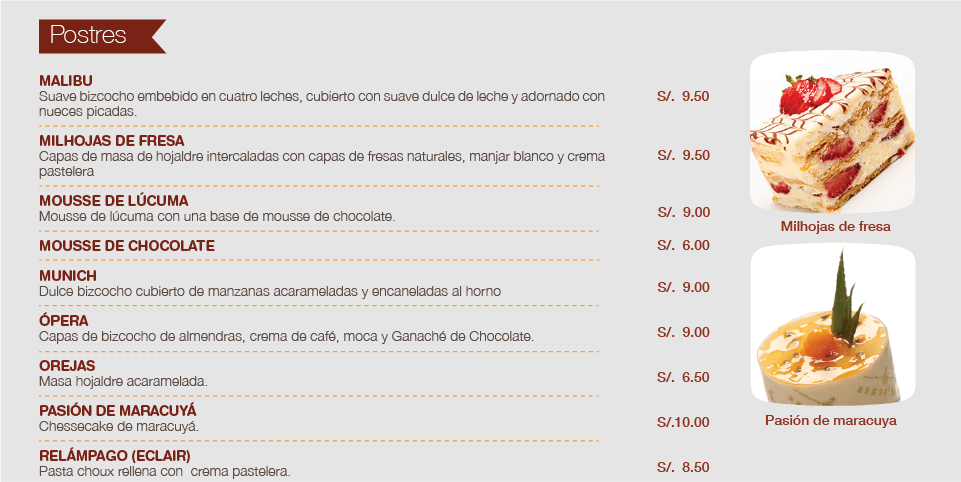 Postres
MALIBU
Suave bizcocho embebido en cuatro leches, cubierto con suave dulce de leche y adornado con
nueces picadas.
S/. 9.50
MILHOJAS DE FRESA
Capas de masa de hojaldre intercaladas con capas de fresas naturales, manjar blanco y crema
pastelera
S/. 9.50
MOUSSE DE LÚCUMA
Mousse de lúcuma con una base de mousse de chocolate.
S/. 9.00
MOUSSE DE CHOCOLATE
S/. 6.00
MUNICH
Dulce bizcocho cubierto de manzanas acarameladas y encaneladas al horno
S/. 9.00
ÓPERA
Capas de bizcocho de almendras, crema de café, moca y Ganaché de Chocolate.
S/. 9.00
OREJAS
Masa hojaldre acaramelada.
S/. 6.50
PASIÓN DE MARACUYÁ
Chessecake de maracuyá.
S/.10.00
RELÁMPAGO (ECLAIR)
Pasta choux rellena con  crema pastelera.
S/. 8.50
Milhojas de fresa
Pasión de maracuya